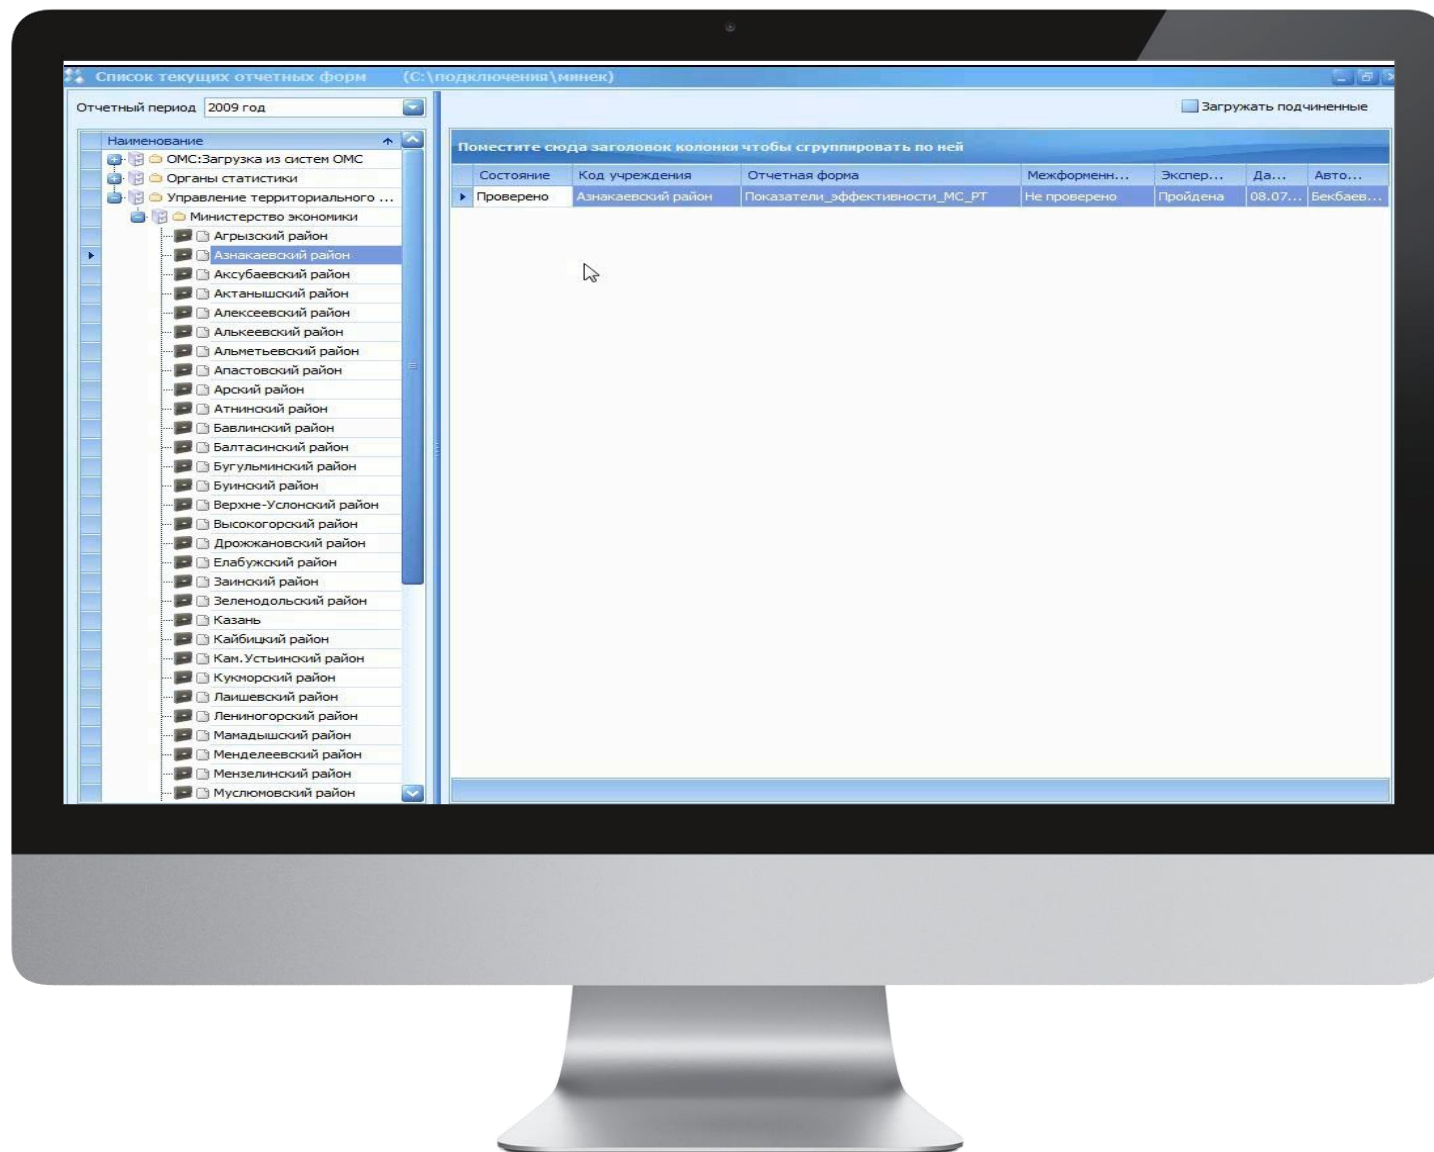 Список текущих отчетных форм (C:\подключения\минек)
Отчетный период 2009 год
Загружать подчиненные
Наименование
ОМС:Загрузка из систем ОМС
Органы статистики
Управление территориального ...
Министерство экономики
Агрызский район
Азнакаевский район
Аксубаевский район
Актанышский район
Алексеевский район
Алькеевский район
Альметьевский район
Апастовский район
Арский район
Атнинский район
Бавлинский район
Балтасинский район
Бугульминский район
Буинский район
Верхне-Услонский район
Высокогорский район
Дрожжановский район
Елабужский район
Заинский район
Зеленодольский район
Казань
Кайбицкий район
Кам.Устьинский район
Кукморский район
Лаишевский район
Лениногорский район
Мамадышский район
Менделеевский район
Мензелинский район
Муслюмовский район
Поместите сюда заголовок колонки чтобы сгруппировать по ней
Состояние Код учреждения Отчетная форма Межформенн... Экспер... Да... Авто...
Проверено Азнакаевский район Показатели_эффективности_МС_РТ Не проверено Пройдена 08.07... Бекбаев...